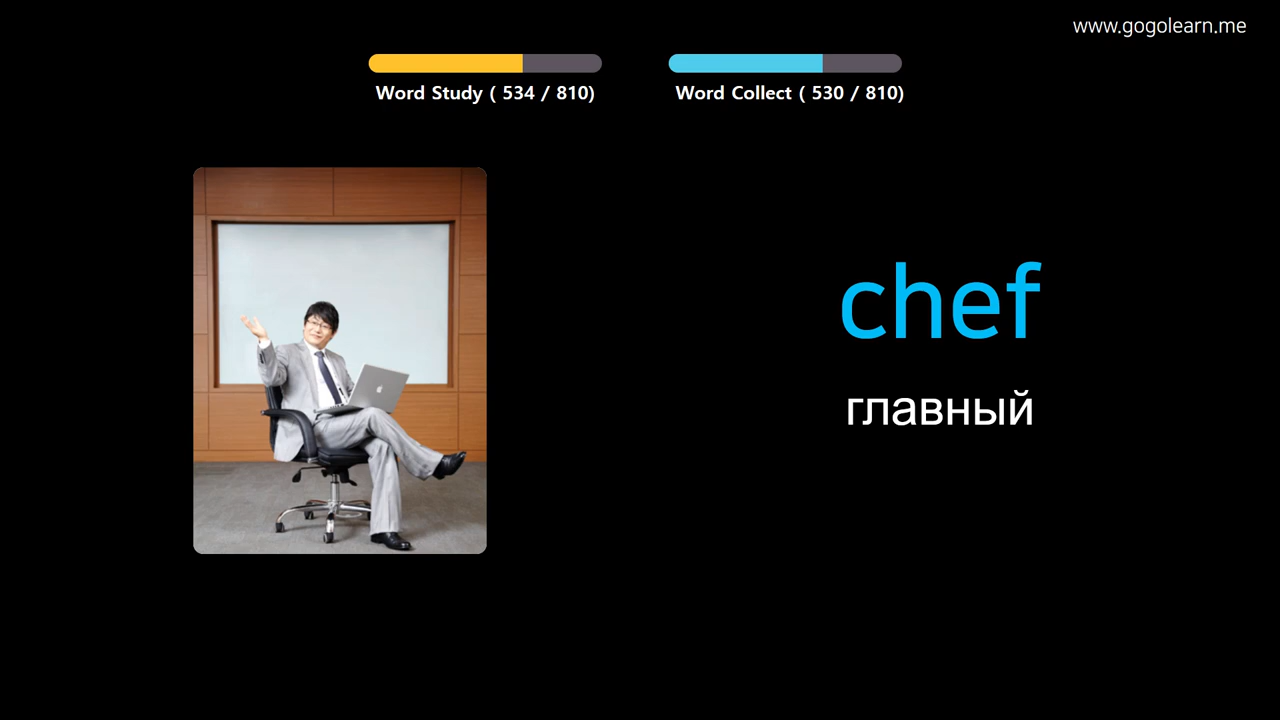 www.gogolearn.me
Word Study ( 534 / 810)
Word Collect ( 530 / 810)
chef
главный